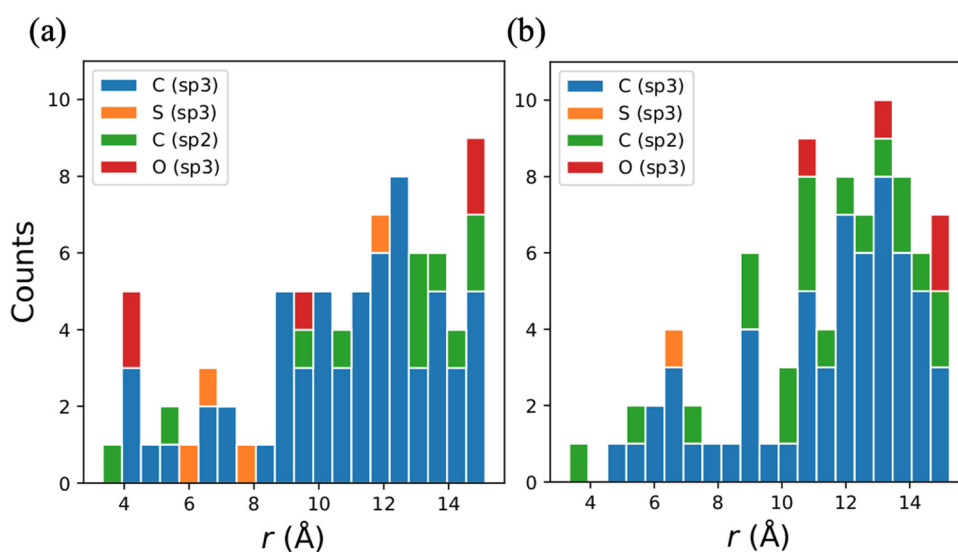 (a)
C (sp3)
S (sp3)
C (sp2)
O (sp3)
Counts
10
8
6
4
2
0
4 6 8 10 12 14
r (Å)
(b)
C (sp3)
S (sp3)
C (sp2)
O (sp3)
10
8
6
4
2
0
4 6 8 10 12 14
r (Å)